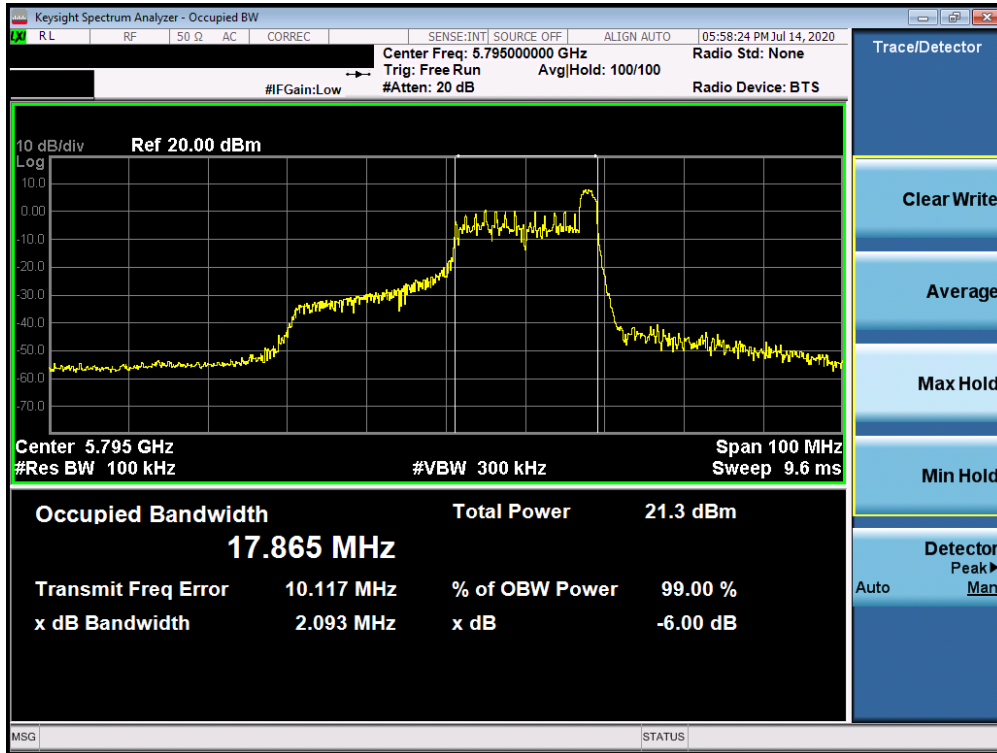 Keysight Spectrum Analyzer - Occupied BW
LXI RL RF 50 Ω AC CORREC SENSE:INT SOURCE OFF ALIGN AUTO 05:58:24 PM Jul 14, 2020
Center Freq: 5.795000000 GHz Radio Std: None
Trig: Free Run Avg|Hold: 100/100
#IFGain:Low #Atten: 20 dB Radio Device: BTS
10 dB/div Ref 20.00 dBm
Log
10.0
0.00
-10.0
-20.0
-30.0
-40.0
-50.0
-60.0
-70.0
Center 5.795 GHz Span 100 MHz
#Res BW 100 kHz #VBW 300 kHz Sweep 9.6 ms
Occupied Bandwidth Total Power 21.3 dBm
17.865 MHz
Transmit Freq Error 10.117 MHz % of OBW Power 99.00 %
x dB Bandwidth 2.093 MHz x dB -6.00 dB
Trace/Detector
Clear Write
Average
Max Hold
Min Hold
Detector
Peak▶
Auto Man
MSG STATUS